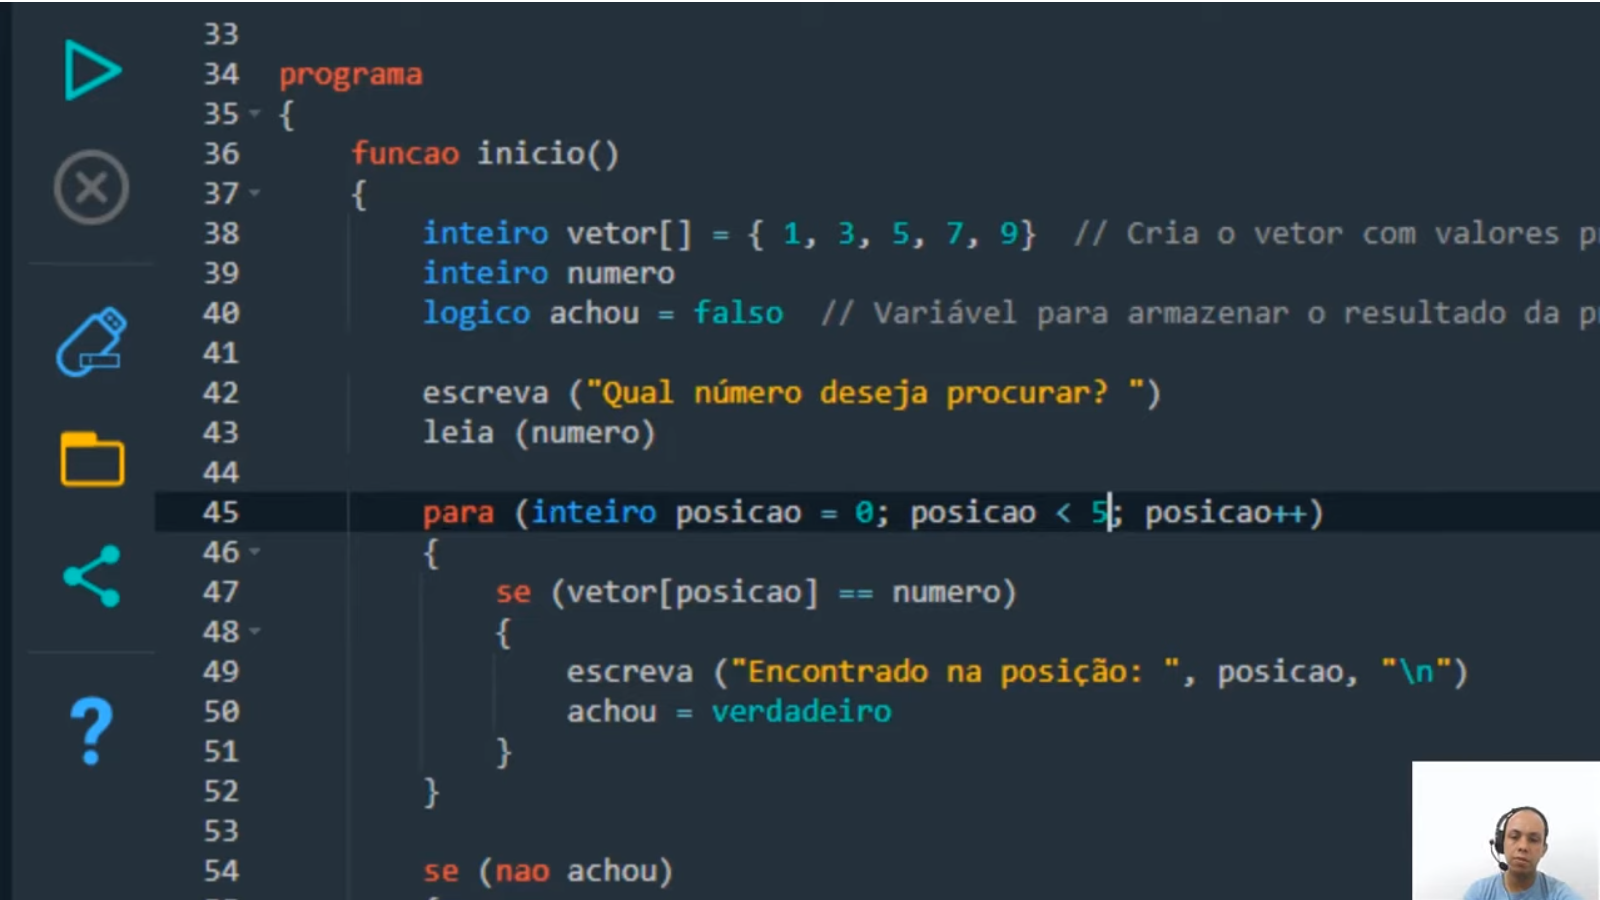 33
34 programa
35 {
36 funcao inicio()
37 {
38 inteiro vetor[] = { 1, 3, 5, 7, 9} // Cria o vetor com valores
39 inteiro numero
40 logico achou = falso // Variável para armazenar o resultado da
41
42 escreva ("Qual número deseja procurar? ")
43 leia (numero)
44
45 para (inteiro posicao = 0; posicao < 5; posicao++)
46 {
47 se (vetor[posicao] == numero)
48 {
49 escreva ("Encontrado na posição: ", posicao, "\n")
50 achou = verdadeiro
51 }
52 }
53
54 se (nao achou)